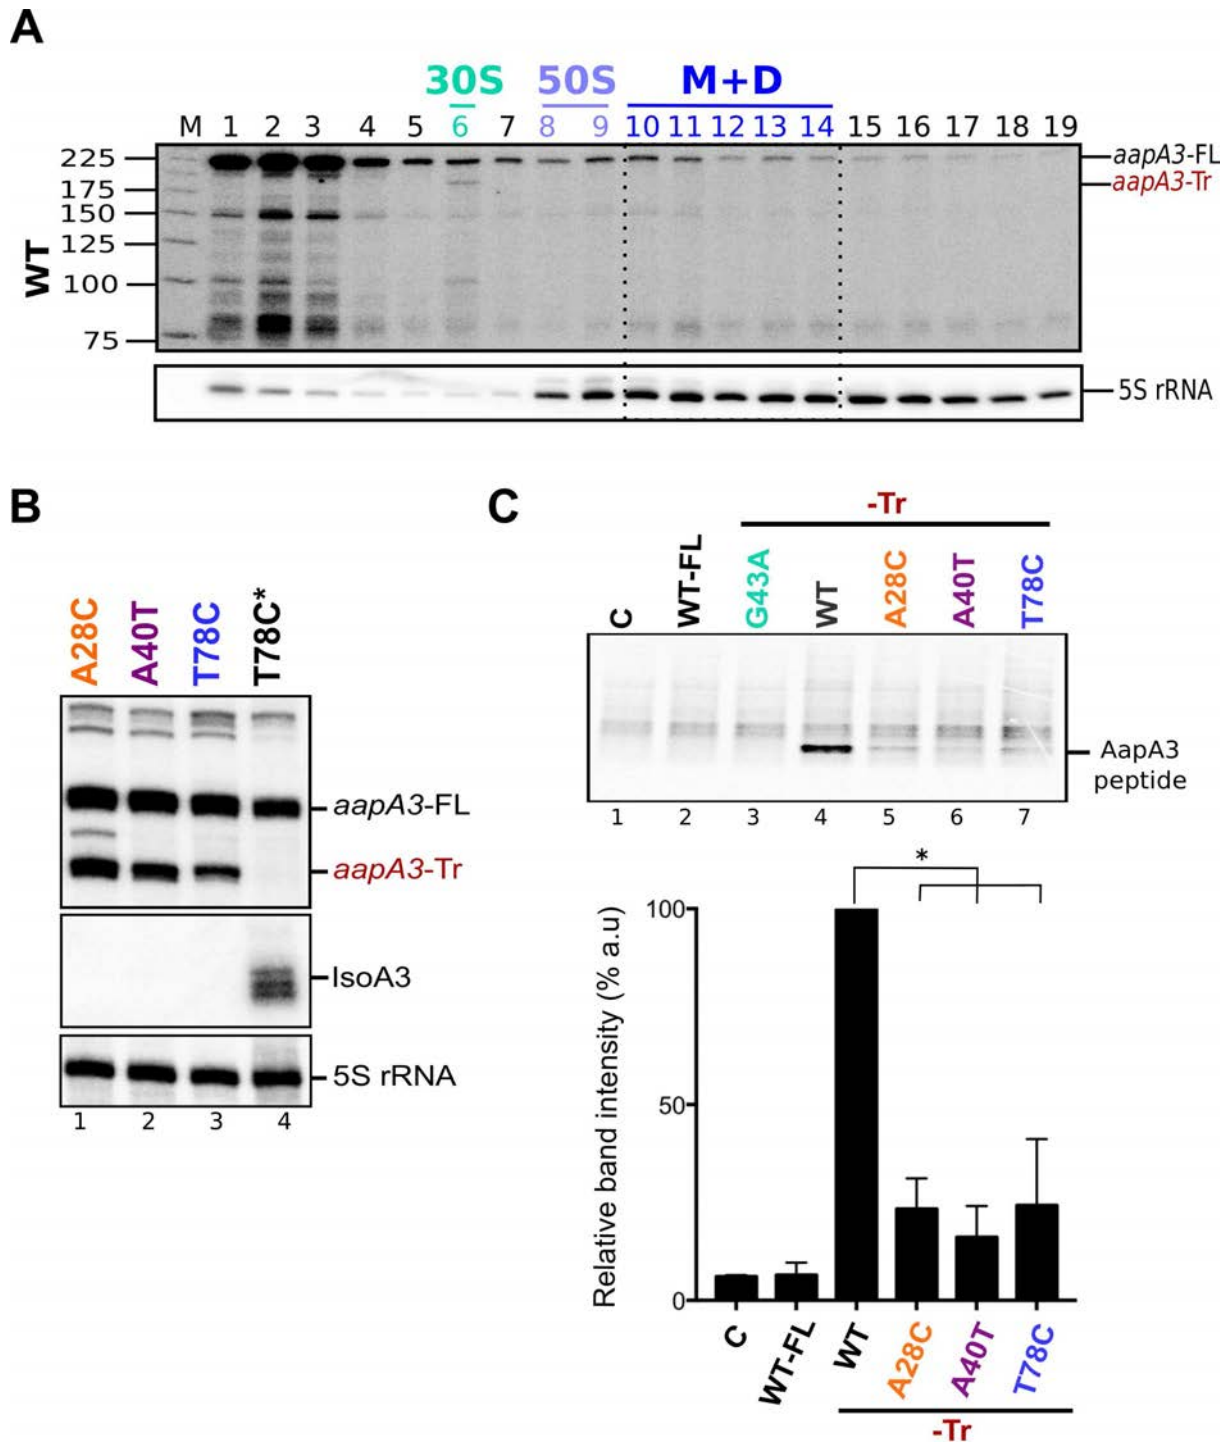 A
30S 50S M+D
M 1 2 3 4 5 6 7 8 9 10 11 12 13 14 15 16 17 18 19
WT
225
175
150
125
100
75
aapA3-FL
aapA3-Tr
5S rRNA
B
A28C A40T T78C T78C*
aapA3-FL
aapA3-Tr
IsoA3
5S rRNA
1 2 3 4
C
-Tr
C WT-FL G43A WT A28C A40T T78C
AapA3
peptide
1 2 3 4 5 6 7
*
Relative band intensity (% a.u)
100
50
0
C WT-FL WT A28C A40T T78C
-Tr